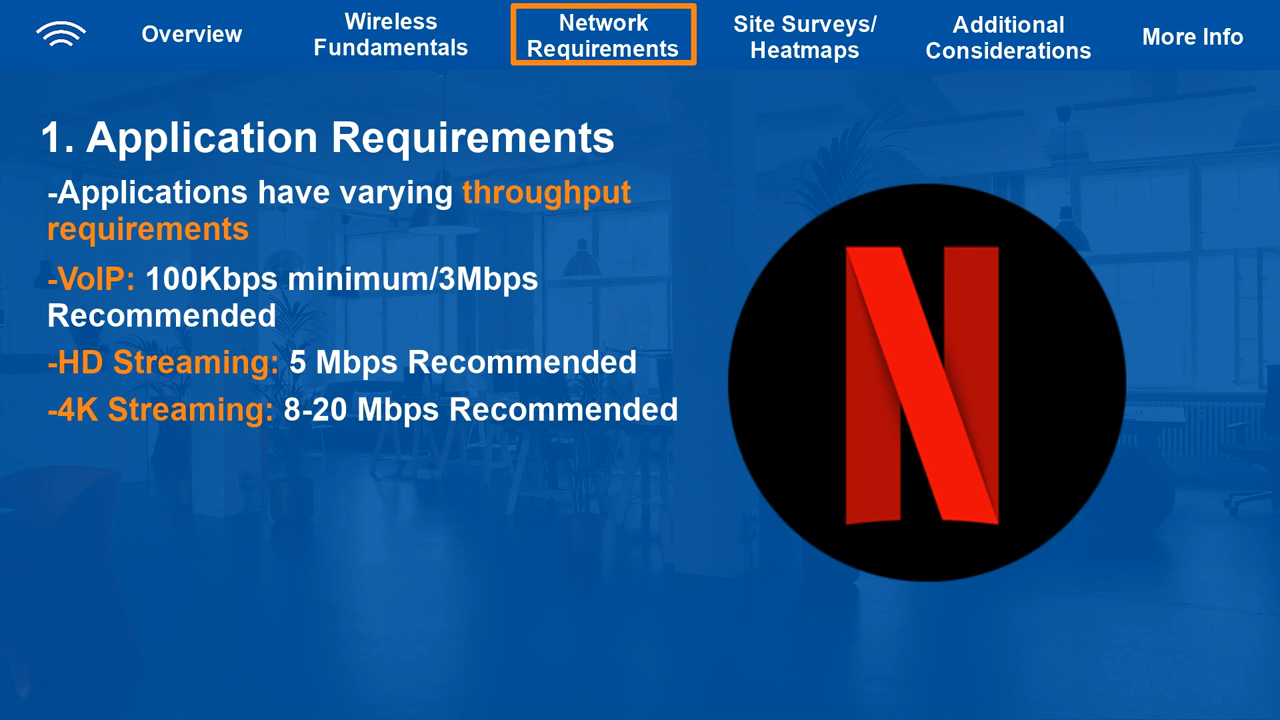 Overview
Wireless
Fundamentals
Network
Requirements
Site Surveys/
Heatmaps
Additional
Considerations
More Info
1. Application Requirements
-Applications have varying throughput
requirements
-VoIP: 100Kbps minimum/3Mbps
Recommended
-HD Streaming: 5 Mbps Recommended
-4K Streaming: 8-20 Mbps Recommended
N